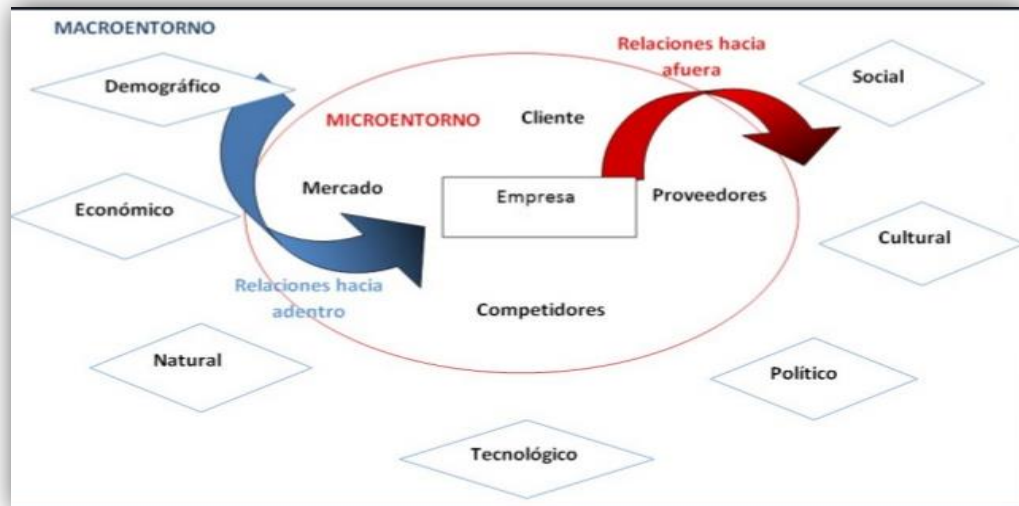 MACROENTORNO
Demográfico
Relaciones hacia
afuera
Social
MICROENTORNO
Cliente
Mercado
Empresa
Proveedores
Económico
Cultural
Relaciones hacia
adentro
Competidores
Natural
Político
Tecnológico